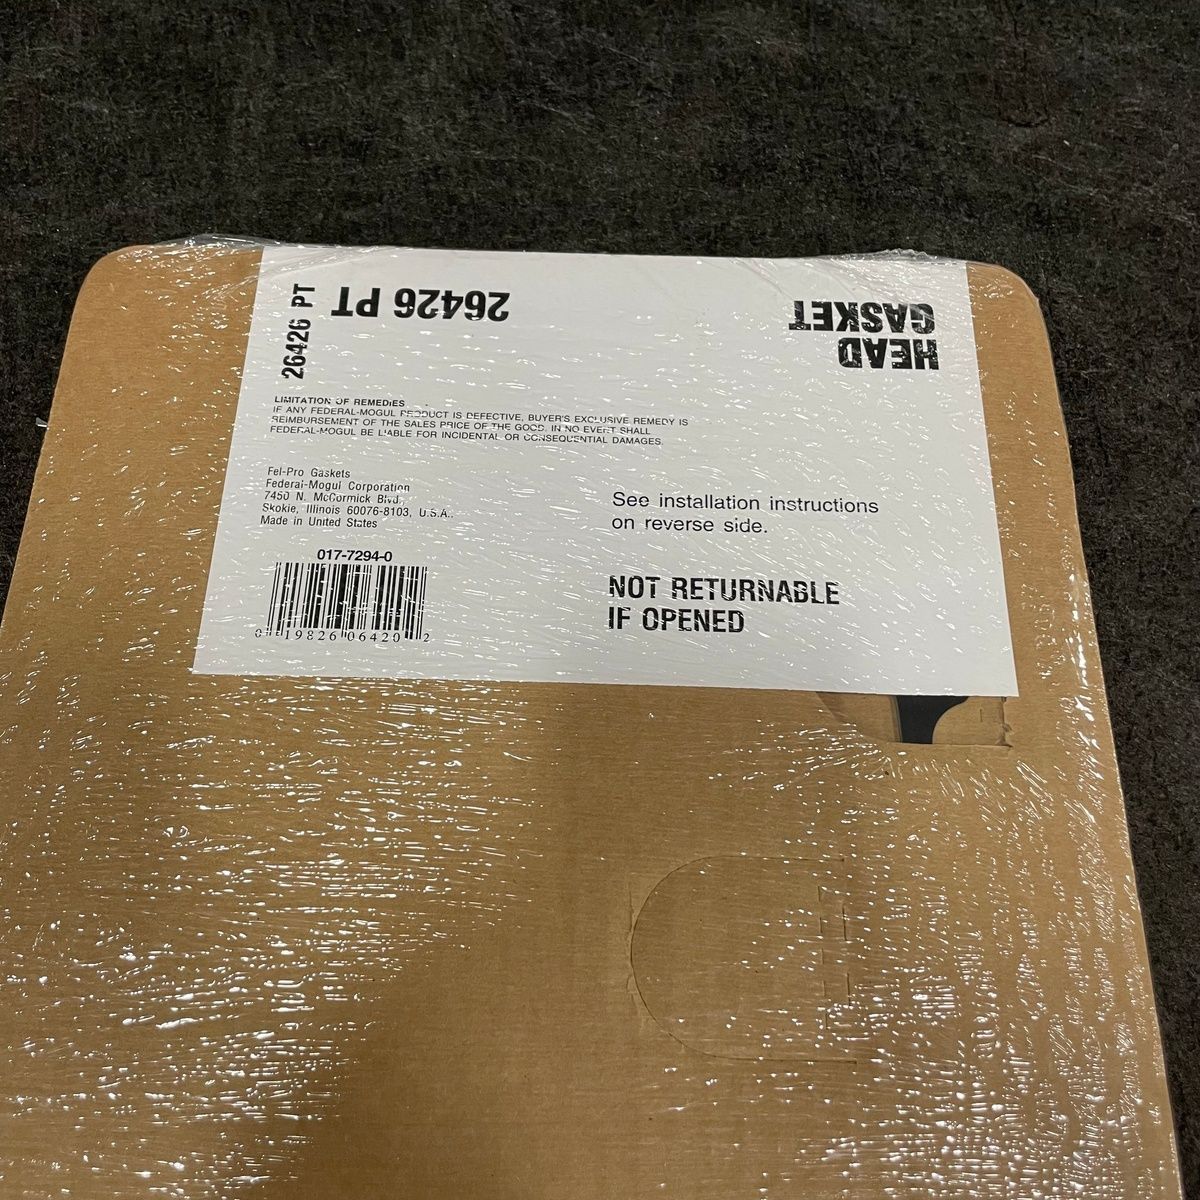 26426 PT
26426 PT
HEAD
GASKET
LIMITATION OF REMEDIES
IF ANY FEDERAL-MOGUL PRODUCT IS DEFECTIVE, BUYER'S EXCLUSIVE REMEDY IS
REIMBURSEMENT OF THE SALES PRICE OF THE GOOD. IN NO EVENT SHALL
FEDERAL-MOGUL BE LIABLE FOR INCIDENTAL OR CONSEQUENTIAL DAMAGES.
Fel-Pro Gaskets
Federal-Mogul Corporation
7450 N. McCormick Blvd.
Skokie, Illinois 60076-8103, U.S.A.
Made in United States
017-7294-0
0 19826 06420 2
See installation instructions
on reverse side.
NOT RETURNABLE
IF OPENED